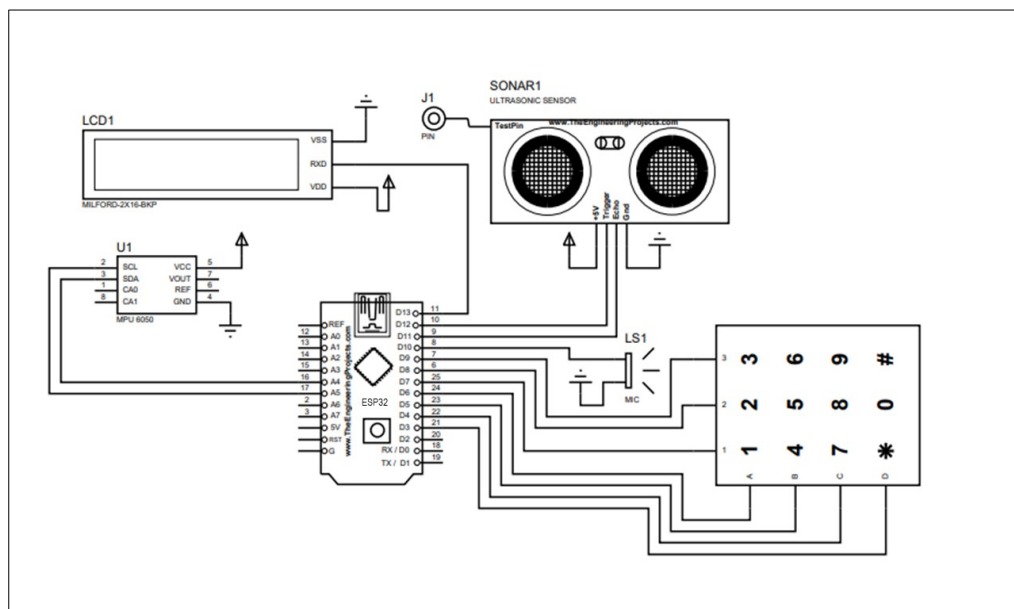 SONAR1
ULTRASONIC SENSOR
J1
PIN
TestPin
www.TheEngineeringProjects.com
+5V
Trigger
Echo
Gnd
LCD1
VSS
RXD
VDD
MILFORD-2X16-BKP
U1
2 SCL VCC 5
3 SDA VOUT 7
1 CA0 REF 6
8 CA1 GND 4
MPU 6050
D13 11
REF D12 10
12 A0 D11 9
13 A1 D10 8
14 A2 D9 7
15 A3 D8 6
16 A4 D7 25
17 A5 D6 24
2 A6 D5 23
3 A7 D4 22
5V D3 21
RST D2 20
G RX / D0 18
TX / D1 19
www.TheEngineeringProjects.com
ESP32
LS1
MIC
3 3 6 9 #
2 2 5 8 0
1 1 4 7 *
A B C D